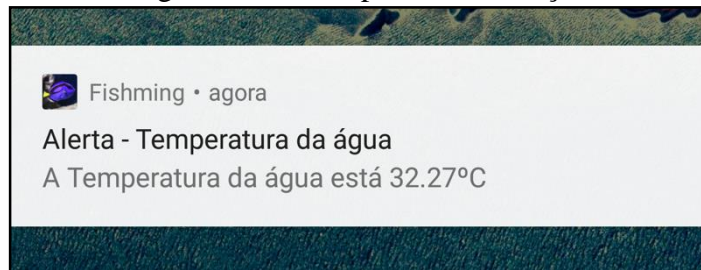 Fishming • agora
Alerta - Temperatura da água
A Temperatura da água está 32.27ºC